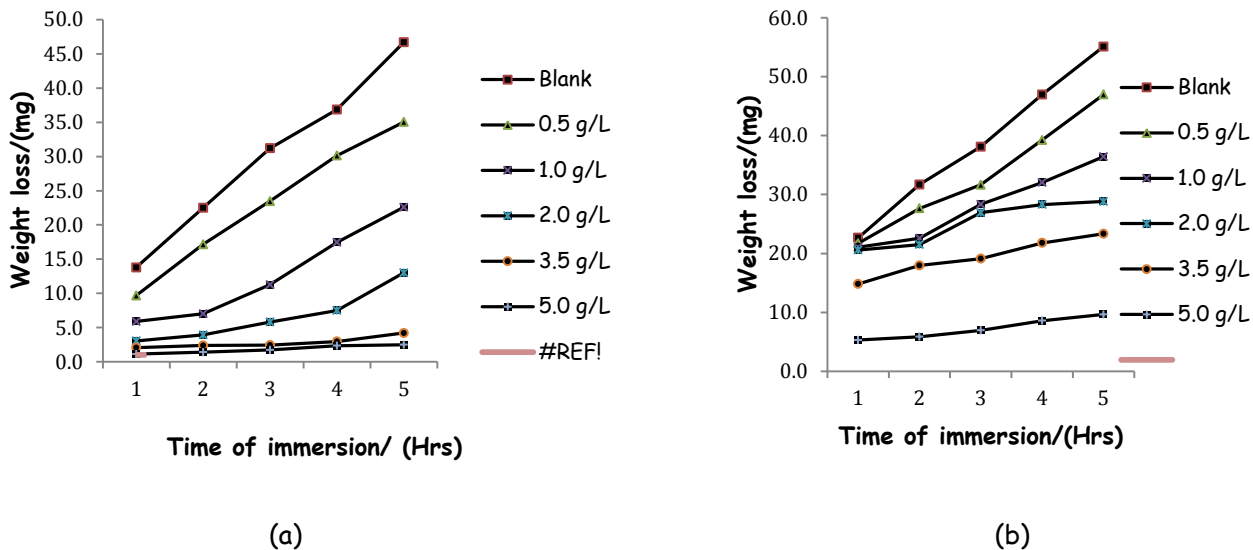 50.0
45.0
40.0
35.0
30.0
25.0
20.0
15.0
10.0
5.0
0.0
Weight loss/(mg)
1 2 3 4 5
Time of immersion/ (Hrs)
Blank
0.5 g/L
1.0 g/L
2.0 g/L
3.5 g/L
5.0 g/L
#REF!
(a)
60.0
50.0
40.0
30.0
20.0
10.0
0.0
Weight loss/(mg)
1 2 3 4 5
Time of immersion/(Hrs)
Blank
0.5 g/L
1.0 g/L
2.0 g/L
3.5 g/L
5.0 g/L
(b)